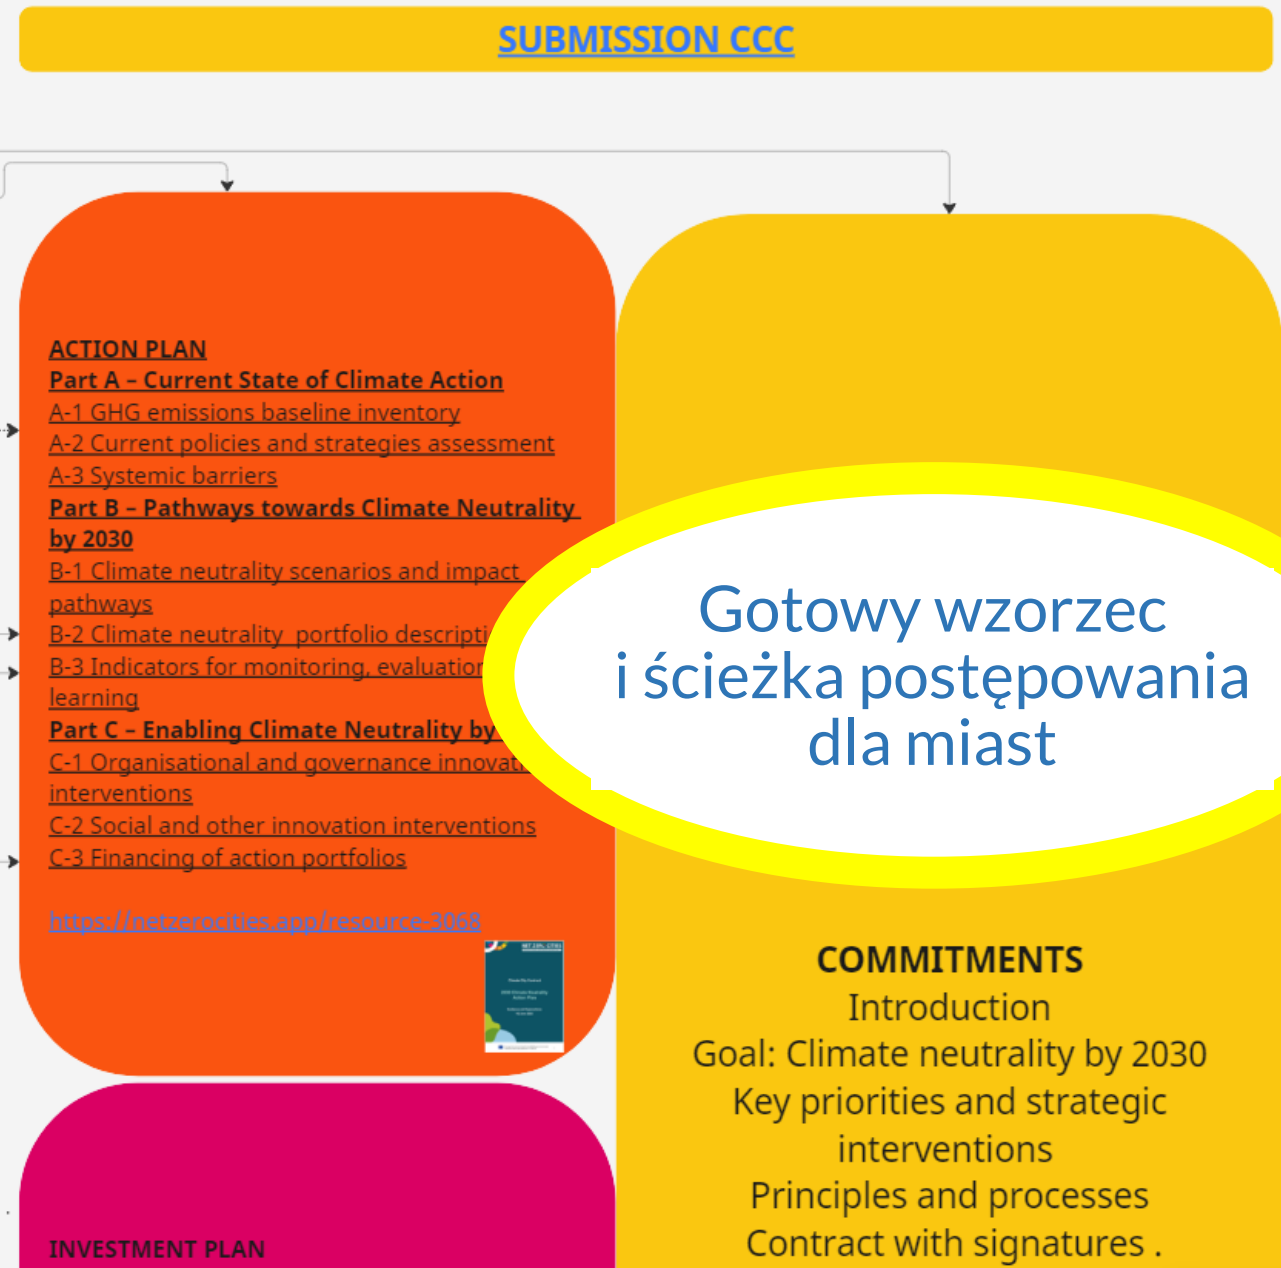 SUBMISSION CCC
ACTION PLAN
Part A – Current State of Climate Action
A-1 GHG emissions baseline inventory
A-2 Current policies and strategies assessment
A-3 Systemic barriers
Part B – Pathways towards Climate Neutrality
by 2030
B-1 Climate neutrality scenarios and impact
pathways
B-2 Climate neutrality  portfolio descripti
B-3 Indicators for monitoring, evaluation
learning
Part C – Enabling Climate Neutrality by
C-1 Organisational and governance innovat
interventions
C-2 Social and other innovation interventions
C-3 Financing of action portfolios
https://netzerocities.app/resource-3068
INVESTMENT PLAN
Gotowy wzorzec
i ścieżka postępowania
dla miast
COMMITMENTS
Introduction
Goal: Climate neutrality by 2030
Key priorities and strategic
interventions
Principles and processes
Contract with signatures .